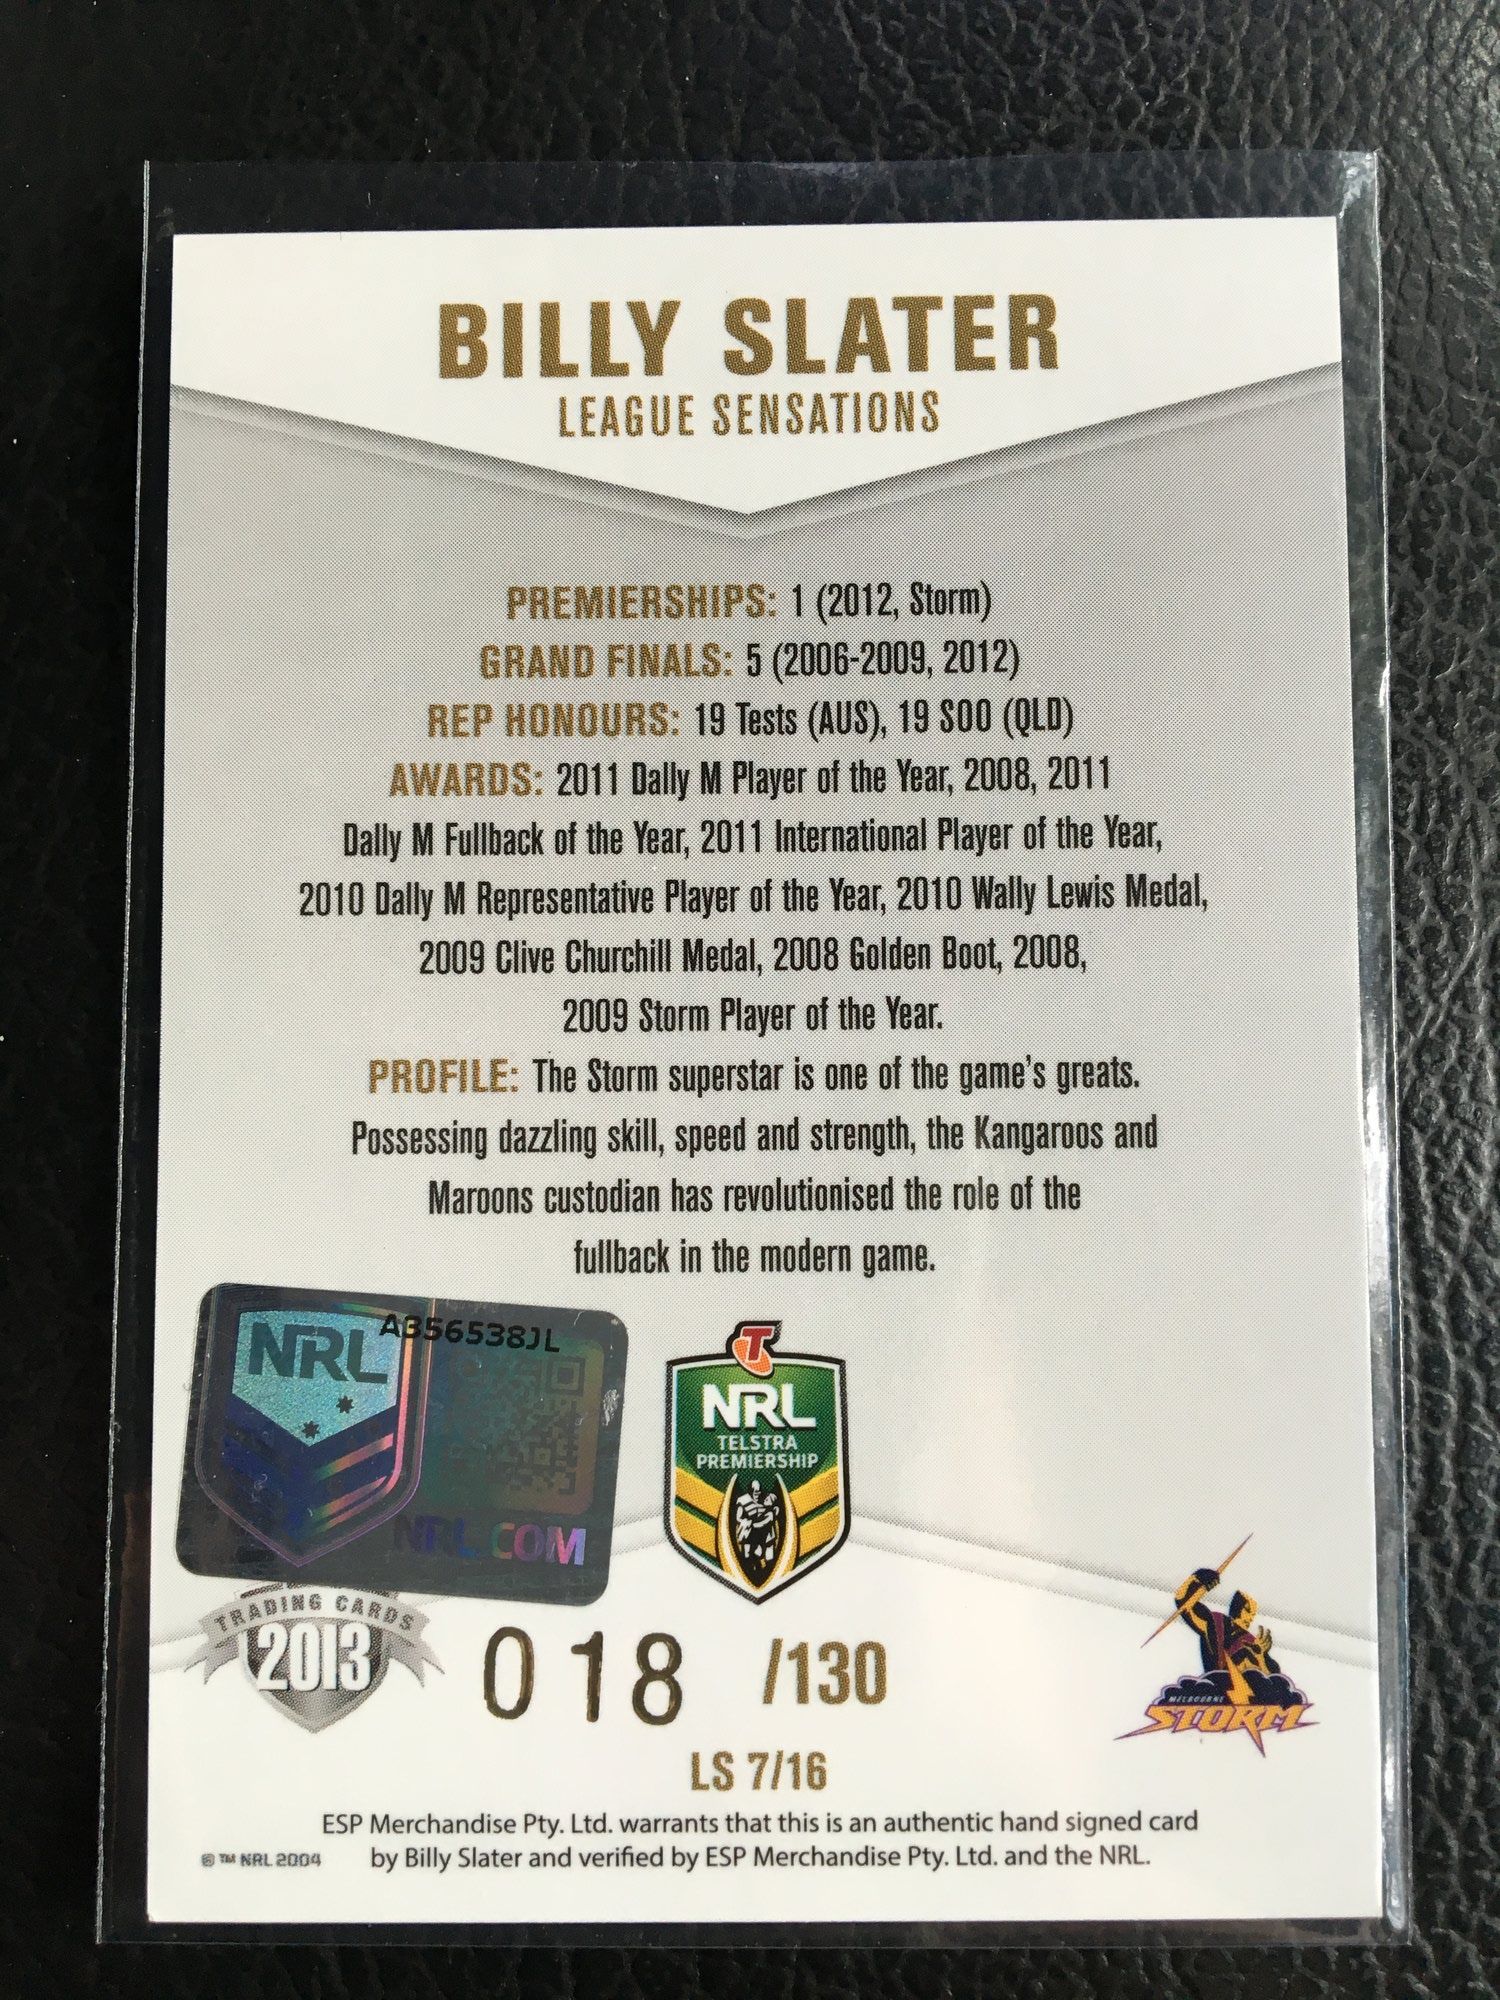 BILLY SLATER
LEAGUE SENSATIONS
PREMIERSHIPS: 1 (2012, Storm)
GRAND FINALS: 5 (2006-2009, 2012)
REP HONOURS: 19 Tests (AUS), 19 SOO (QLD)
AWARDS: 2011 Dally M Player of the Year, 2008, 2011
Dally M Fullback of the Year, 2011 International Player of the Year,
2010 Dally M Representative Player of the Year, 2010 Wally Lewis Medal,
2009 Clive Churchill Medal, 2008 Golden Boot, 2008,
2009 Storm Player of the Year.
PROFILE: The Storm superstar is one of the game's greats.
Possessing dazzling skill, speed and strength, the Kangaroos and
Maroons custodian has revolutionised the role of the
fullback in the modern game.
NRL
A356538JL
NRL.COM
T
NRL
TELSTRA
PREMIERSHIP
TRADING CARDS
2013
018 /130
MELBOURNE
STORM
LS 7/16
ESP Merchandise Pty. Ltd. warrants that this is an authentic hand signed card
by Billy Slater and verified by ESP Merchandise Pty. Ltd. and the NRL.
© ™ NRL 2004